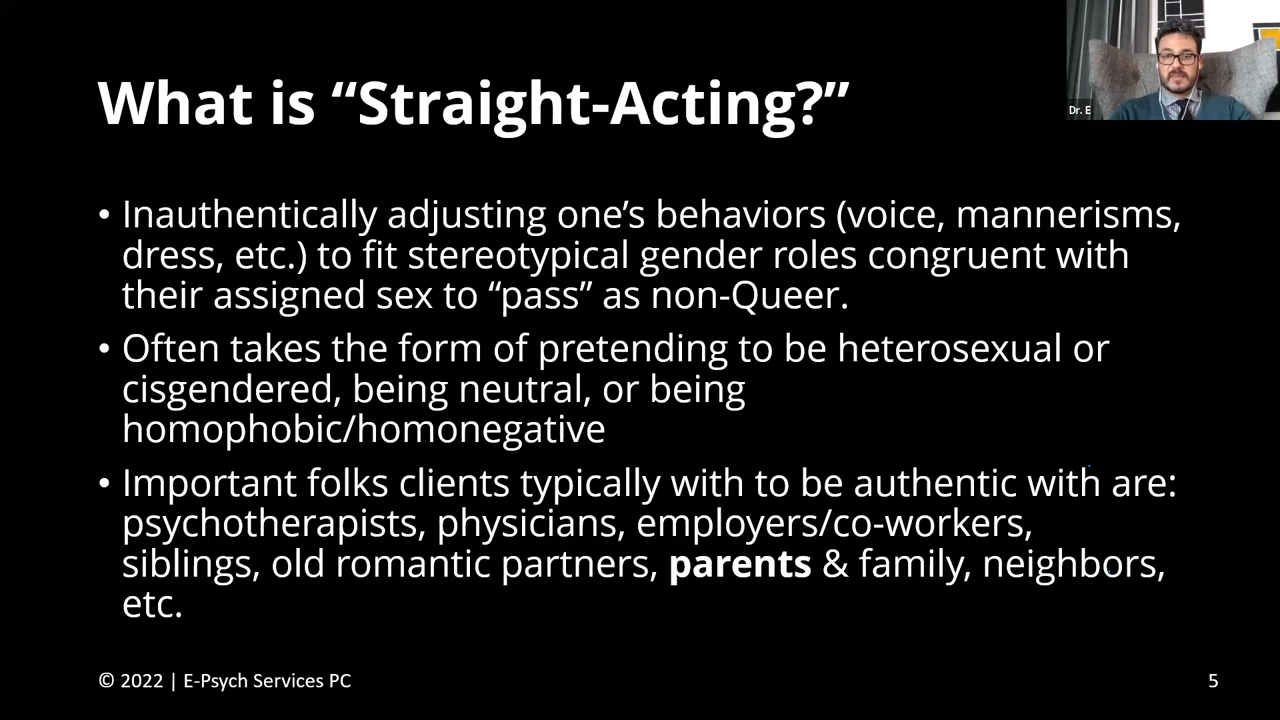 What is “Straight-Acting?”
Dr. E
• Inauthentically adjusting one’s behaviors (voice, mannerisms,
dress, etc.) to fit stereotypical gender roles congruent with
their assigned sex to “pass” as non-Queer.
• Often takes the form of pretending to be heterosexual or
cisgendered, being neutral, or being
homophobic/homonegative
• Important folks clients typically with to be authentic with are:
psychotherapists, physicians, employers/co-workers,
siblings, old romantic partners, parents & family, neighbors,
etc.
© 2022 | E-Psych Services PC
5